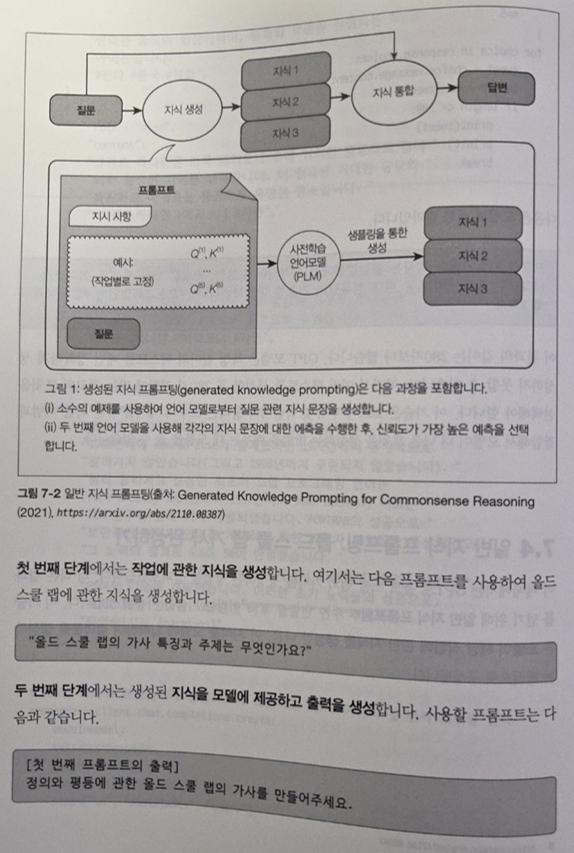 질문
지식 생성
지식 1
지식 2
지식 3
지식 통합
답변
프롬프트
지시 사항
예시:
(작업별로 고정)
Q⁽¹⁾, K⁽¹⁾
...
Q⁽⁵⁾, K⁽⁵⁾
질문
사전학습
언어모델
(PLM)
샘플링을 통한
생성
지식 1
지식 2
지식 3
그림 1: 생성된 지식 프롬프팅(generated knowledge prompting)은 다음 과정을 포함합니다.
(i) 소수의 예제를 사용하여 언어 모델로부터 질문 관련 지식 문장을 생성합니다.
(ii) 두 번째 언어 모델을 사용해 각각의 지식 문장에 대한 예측을 수행한 후, 신뢰도가 가장 높은 예측을 선택
합니다.
그림 7-2 일반 지식 프롬프팅(출처: Generated Knowledge Prompting for Commonsense Reasoning
(2021), https://arxiv.org/abs/2110.08387)
첫 번째 단계에서는 작업에 관한 지식을 생성합니다. 여기서는 다음 프롬프트를 사용하여 올드
스쿨 랩에 관한 지식을 생성합니다.
"올드 스쿨 랩의 가사 특징과 주제는 무엇인가요?"
두 번째 단계에서는 생성된 지식을 모델에 제공하고 출력을 생성합니다. 사용할 프롬프트는 다
음과 같습니다.
[첫 번째 프롬프트의 출력]
정의와 평등에 관한 올드 스쿨 랩의 가사를 만들어주세요.